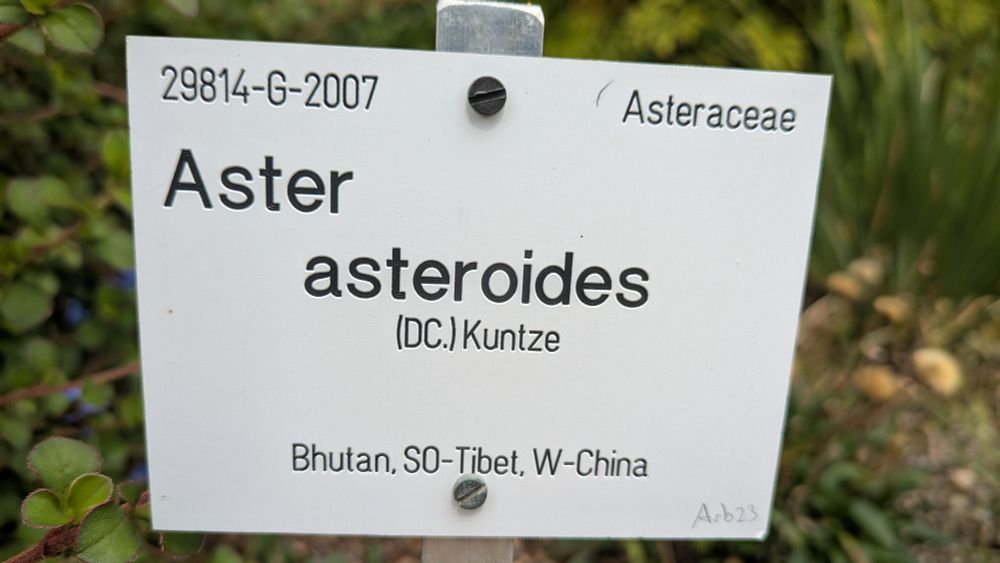 29814-G-2007
Asteraceae
Aster
asteroides
(DC.) Kuntze
Bhutan, SO-Tibet, W-China
Arb23